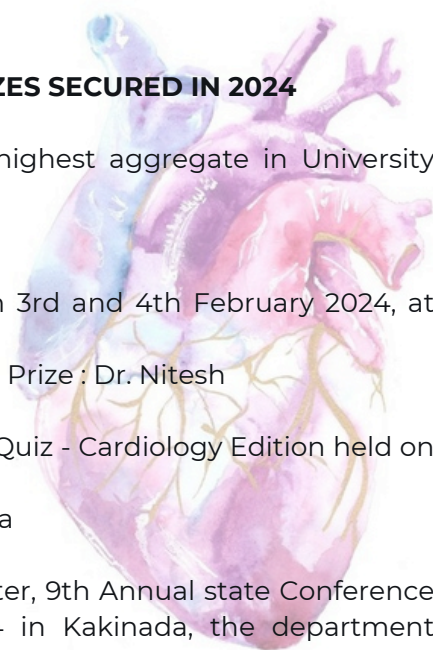 ZES SECURED IN 2024
highest aggregate in University
3rd and 4th February 2024, at
Prize : Dr. Nitesh
Quiz - Cardiology Edition held on
ter, 9th Annual state Conference
in Kakinada, the department